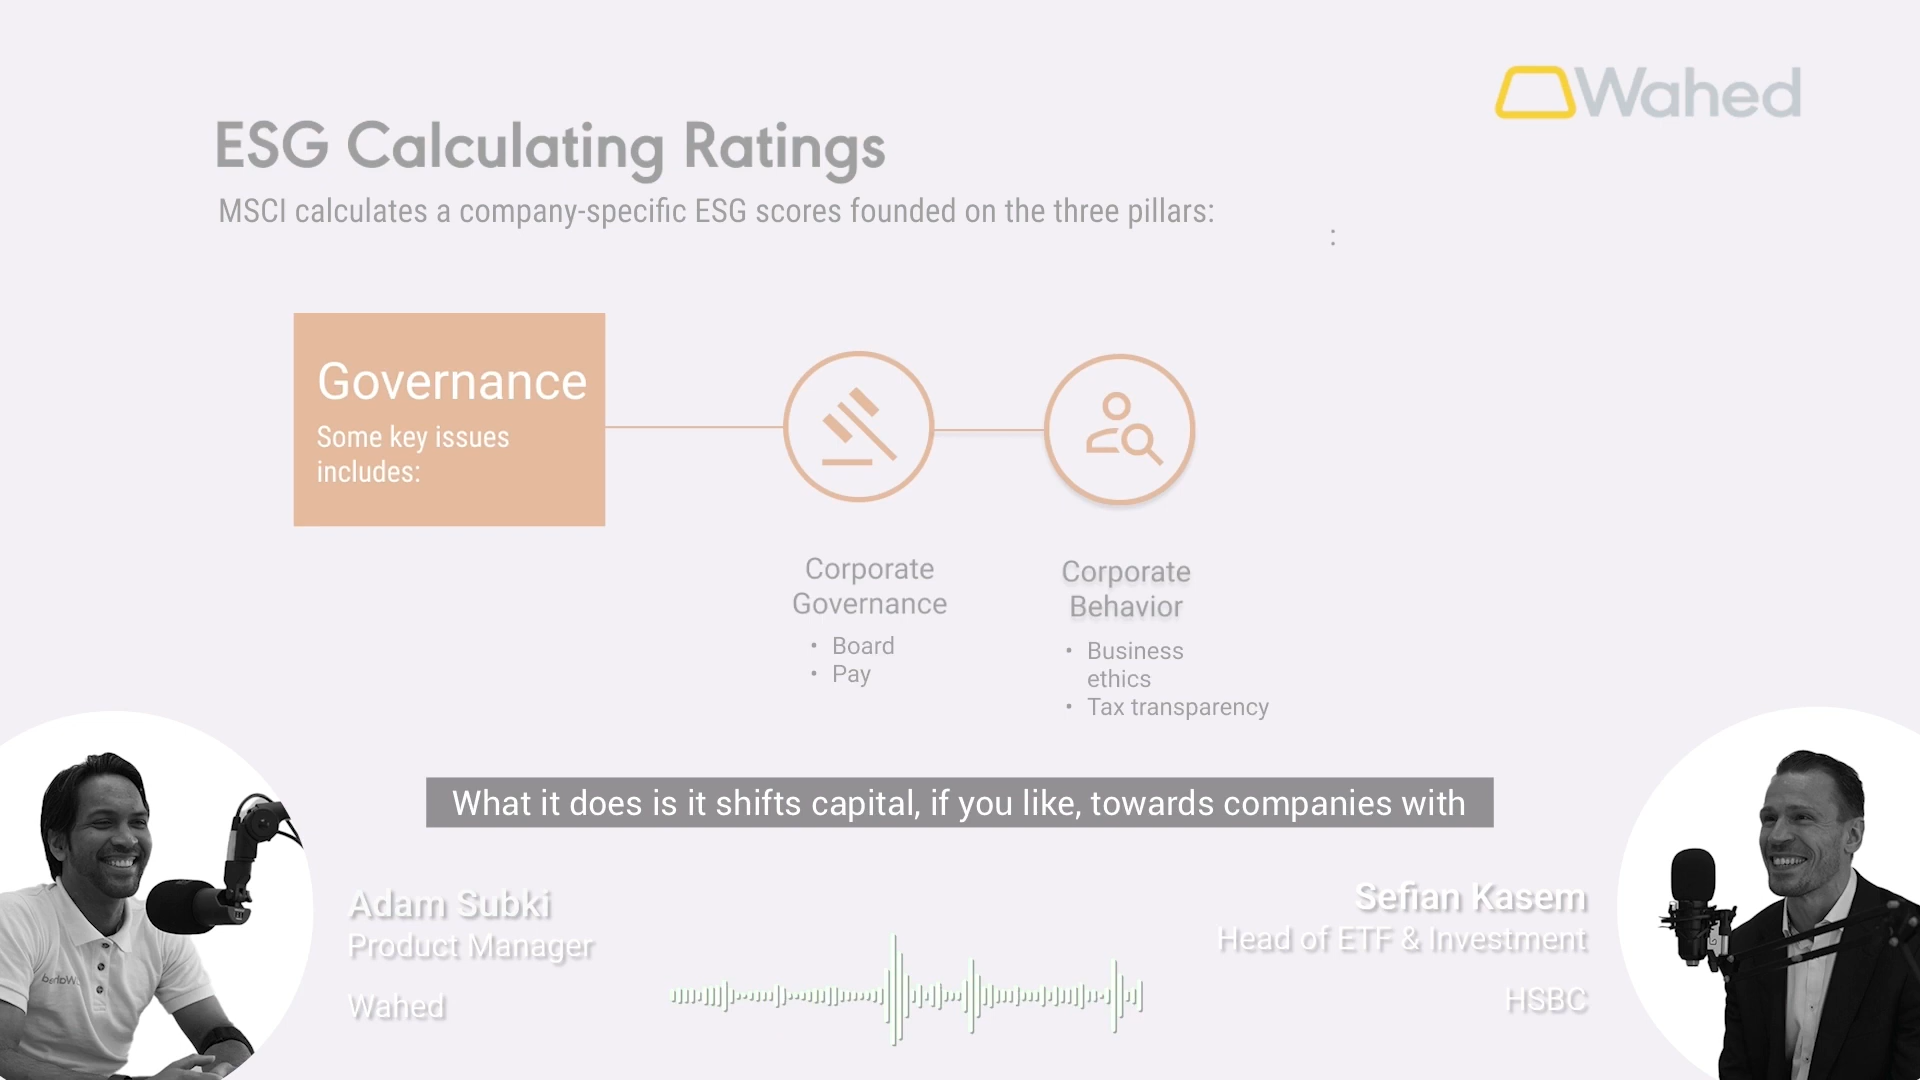 Wahed
ESG Calculating Ratings
MSCI calculates a company-specific ESG scores founded on the three pillars:
:
Governance
Some key issues
includes:
Corporate
Governance
• Board
• Pay
Corporate
Behavior
• Business
ethics
• Tax transparency
What it does is it shifts capital, if you like, towards companies with
Adam Subki
Product Manager
Wahed
Sefian Kasem
Head of ETF & Investment
HSBC
Wahed